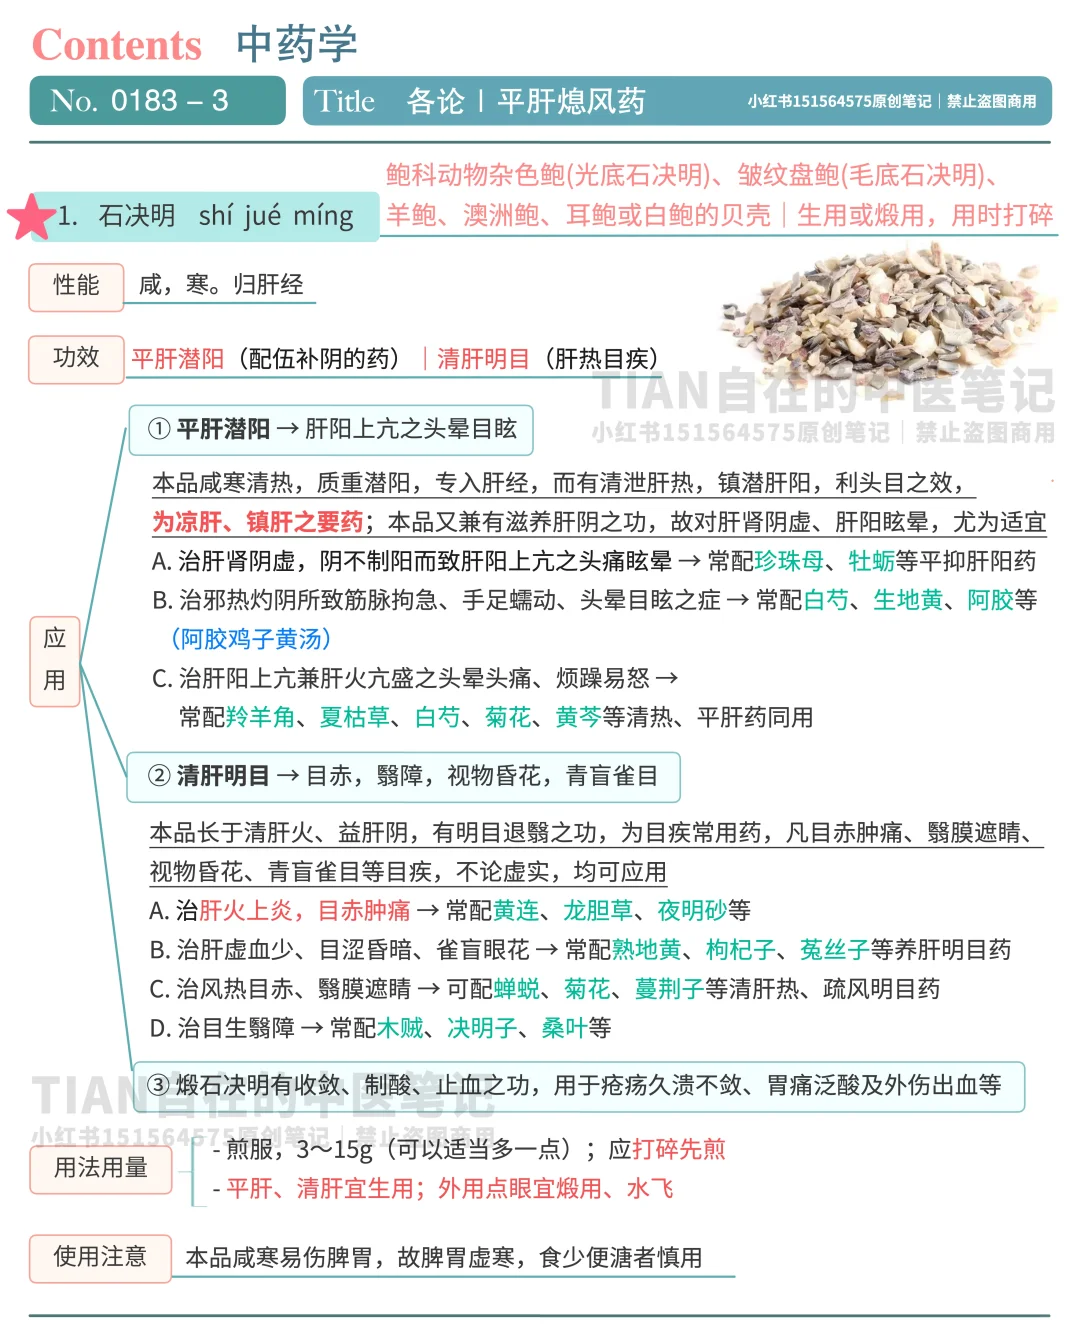 Contents 中药学
No. 0183 – 3
Title 各论 | 平肝熄风药 小红书151564575原创笔记 | 禁止盗图商用
鲍科动物杂色鲍(光底石决明)、皱纹盘鲍(毛底石决明)、
羊鲍、澳洲鲍、耳鲍或白鲍的贝壳 | 生用或煅用，用时打碎
1. 石决明 shí jué míng
性能 咸，寒。归肝经
功效 平肝潜阳（配伍补阴的药）| 清肝明目（肝热目疾）
TIAN自在的中医笔记
小红书151564575原创笔记 | 禁止盗图商用
应用
① 平肝潜阳 → 肝阳上亢之头晕目眩
本品咸寒清热，质重潜阳，专入肝经，而有清泄肝热，镇潜肝阳，利头目之效，
为凉肝、镇肝之要药；本品又兼有滋养肝阴之功，故对肝肾阴虚、肝阳眩晕，尤为适宜
A. 治肝肾阴虚，阴不制阳而致肝阳上亢之头痛眩晕 → 常配珍珠母、牡蛎等平抑肝阳药
B. 治邪热灼阴所致筋脉拘急、手足蠕动、头晕目眩之症 → 常配白芍、生地黄、阿胶等
（阿胶鸡子黄汤）
C. 治肝阳上亢兼肝火亢盛之头晕头痛、烦躁易怒 →
常配羚羊角、夏枯草、白芍、菊花、黄芩等清热、平肝药同用
② 清肝明目 → 目赤，翳障，视物昏花，青盲雀目
本品长于清肝火、益肝阴，有明目退翳之功，为目疾常用药，凡目赤肿痛、翳膜遮睛、
视物昏花、青盲雀目等目疾，不论虚实，均可应用
A. 治肝火上炎，目赤肿痛 → 常配黄连、龙胆草、夜明砂等
B. 治肝虚血少、目涩昏暗、雀盲眼花 → 常配熟地黄、枸杞子、菟丝子等养肝明目药
C. 治风热目赤、翳膜遮睛 → 可配蝉蜕、菊花、蔓荆子等清肝热、疏风明目药
D. 治目生翳障 → 常配木贼、决明子、桑叶等
③ 煅石决明有收敛、制酸、止血之功，用于疮疡久溃不敛、胃痛泛酸及外伤出血等
TIAN自在的中医笔记
小红书151564575原创笔记 | 禁止盗图商用
用法用量
- 煎服，3～15g（可以适当多一点）；应打碎先煎
- 平肝、清肝宜生用；外用点眼宜煅用、水飞
使用注意 本品咸寒易伤脾胃，故脾胃虚寒，食少便溏者慎用